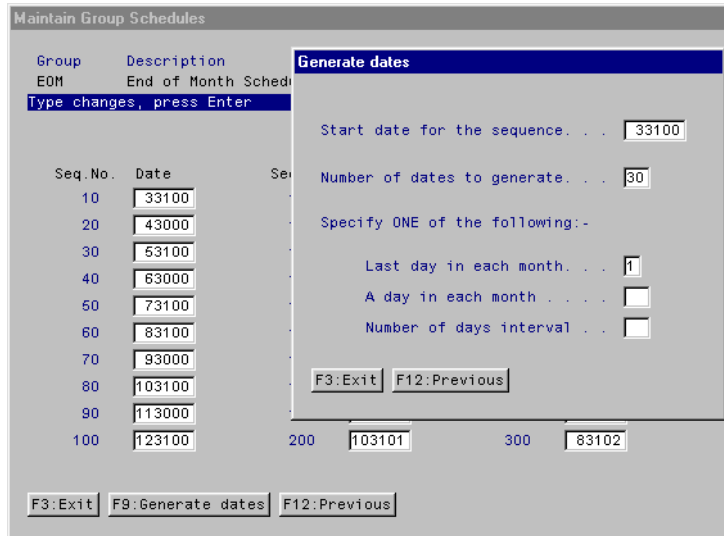 Maintain Group Schedules
Group Description
EOM End of Month Sched
Type changes, press Enter
Seq.No. Date
10 33100
20 43000
30 53100
40 63000
50 73100
60 83100
70 93000
80 103100
90 113000
100 123100 200 103101 300 83102
F3:Exit F9:Generate dates F12:Previous
Generate dates
Start date for the sequence. . . 33100
Number of dates to generate. . . 30
Specify ONE of the following:-
Last day in each month. . . 1
A day in each month . . . .
Number of days interval . .
F3:Exit F12:Previous